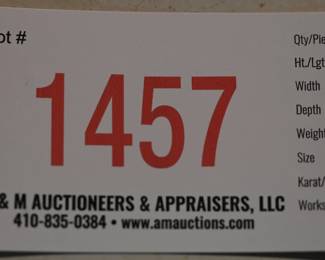 ot #
1457
& M AUCTIONEERS & APPRAISERS, LLC
410-835-0384 • www.amauctions.com
Qty/Pie
Ht./Lgt
Width
Depth
Weight
Size
Karat/
Works